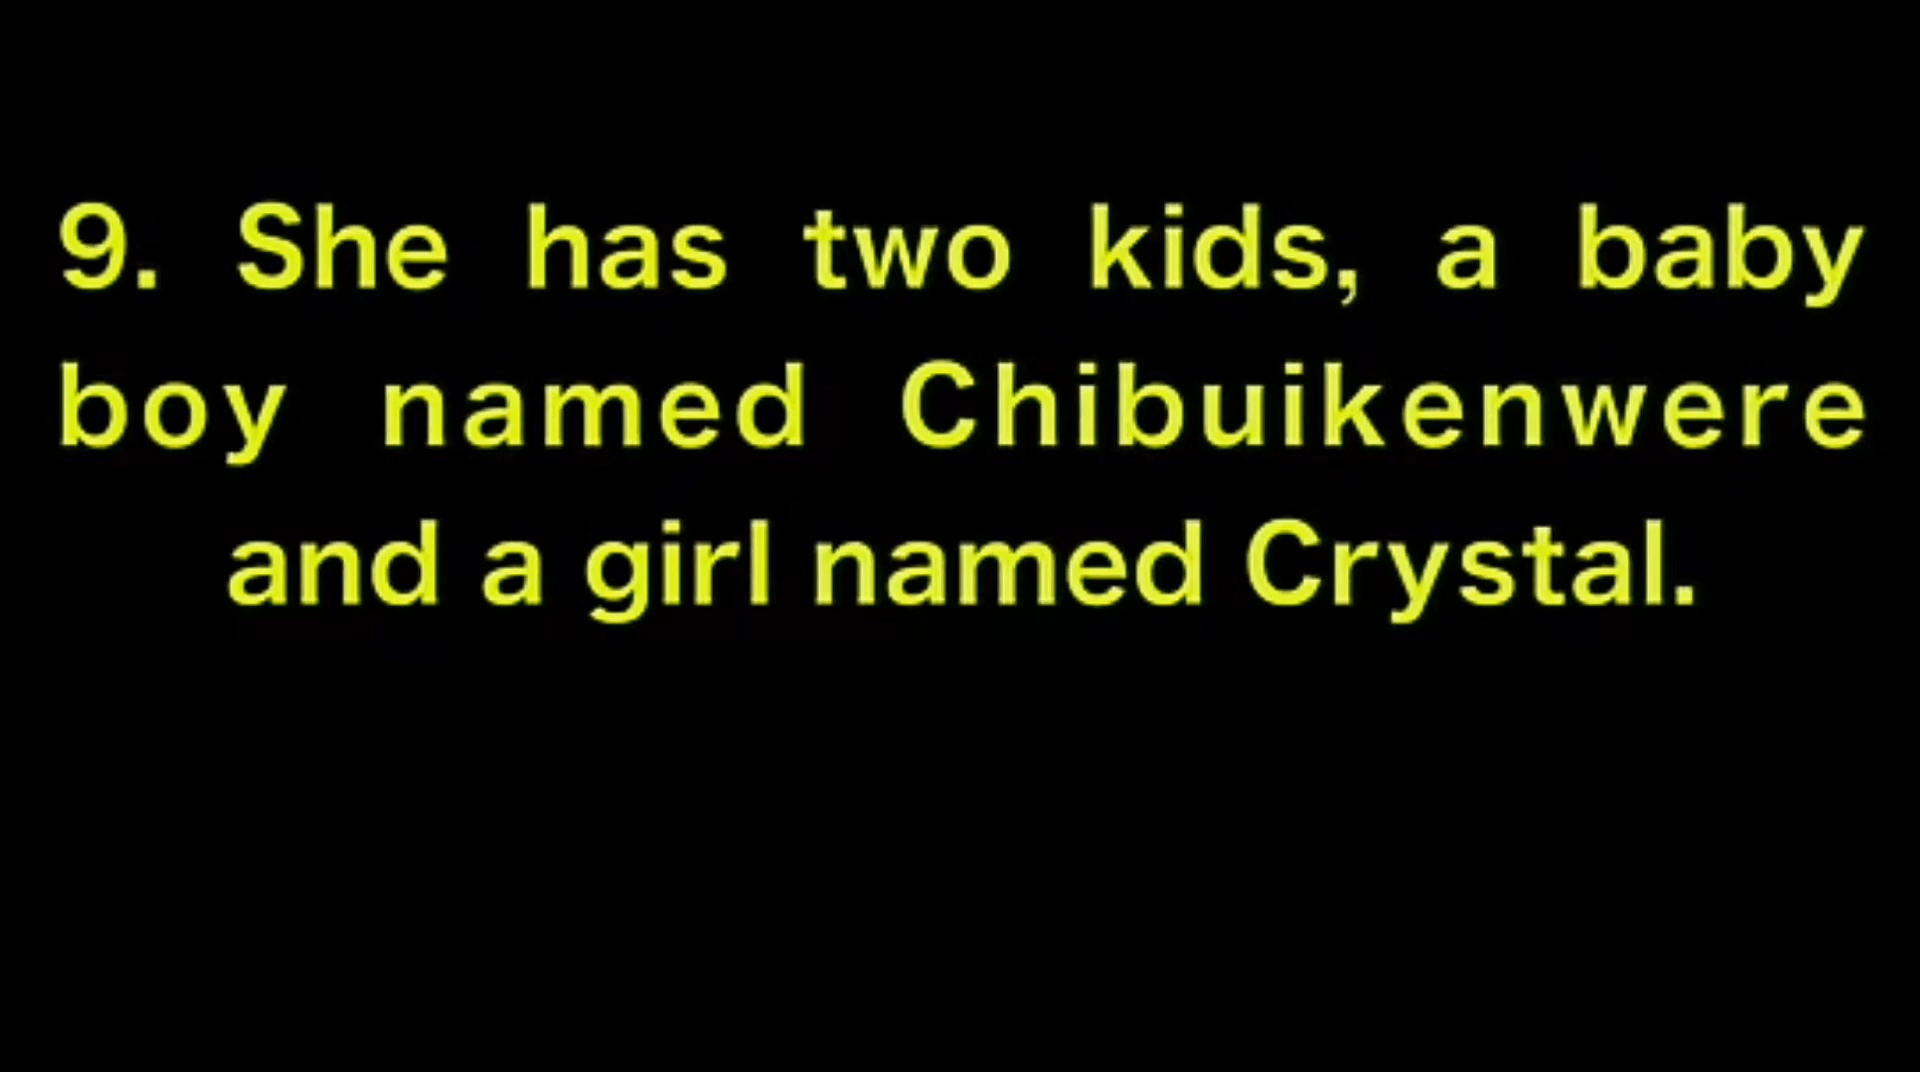 9. She has two kids, a baby
boy named Chibuikenwere
and a girl named Crystal.